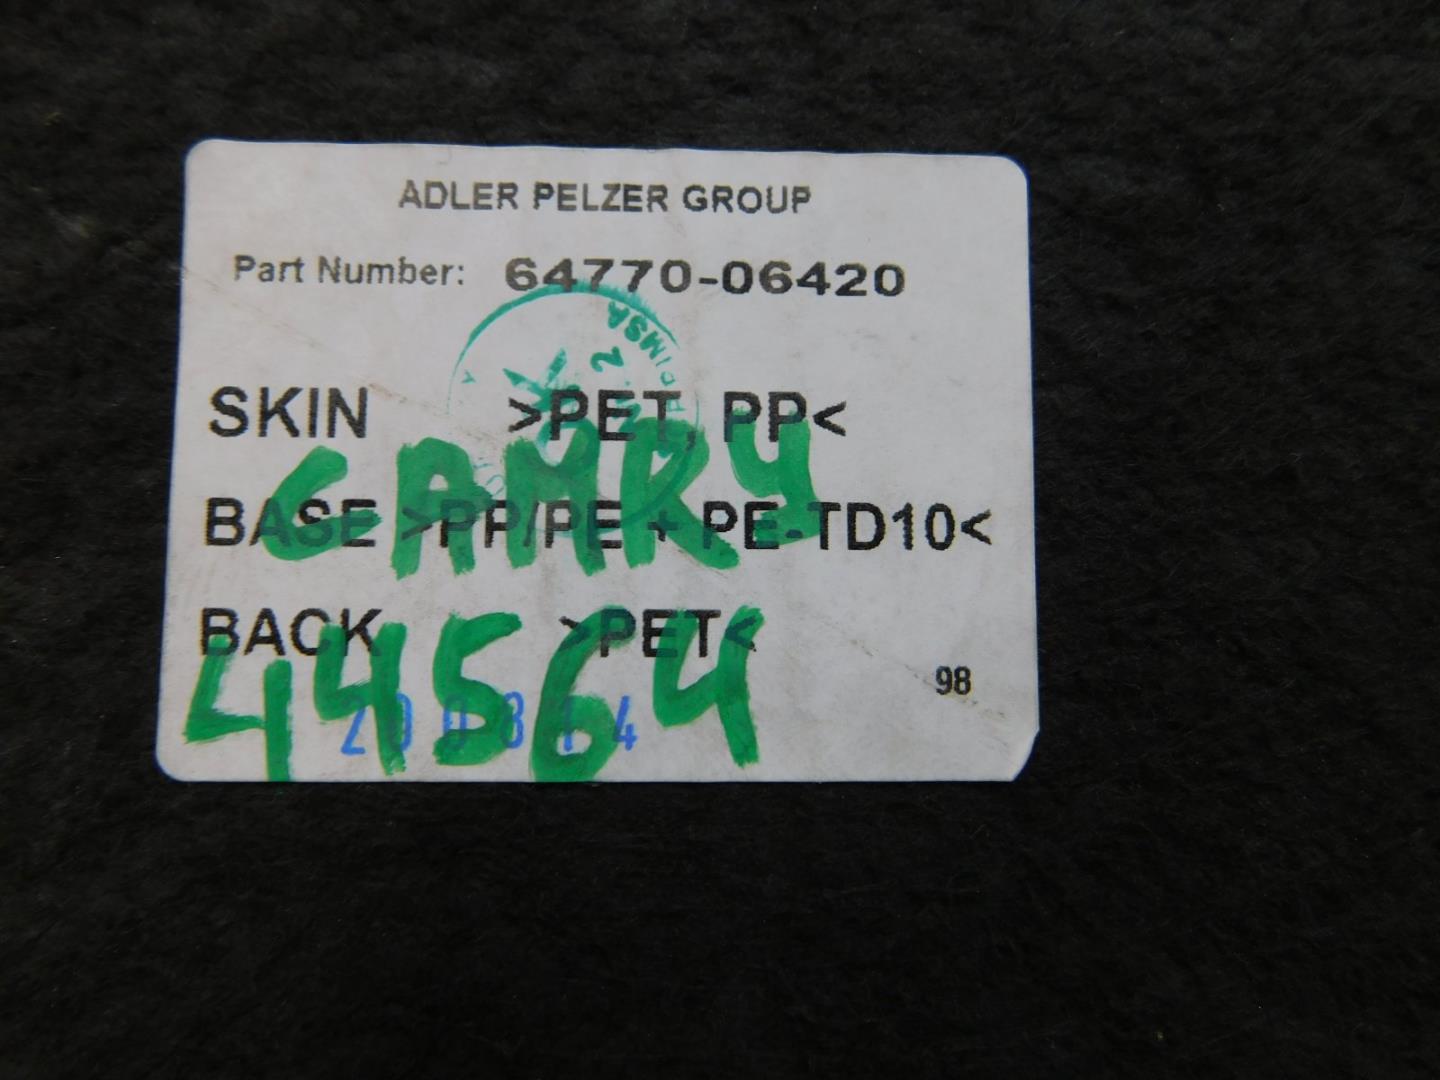 ADLER PELZER GROUP
Part Number: 64770-06420
SKIN >PET, PP<
CAMRY
BASE >PP/PE + PE-TD10<
BACK >PET<
44564
98
200814